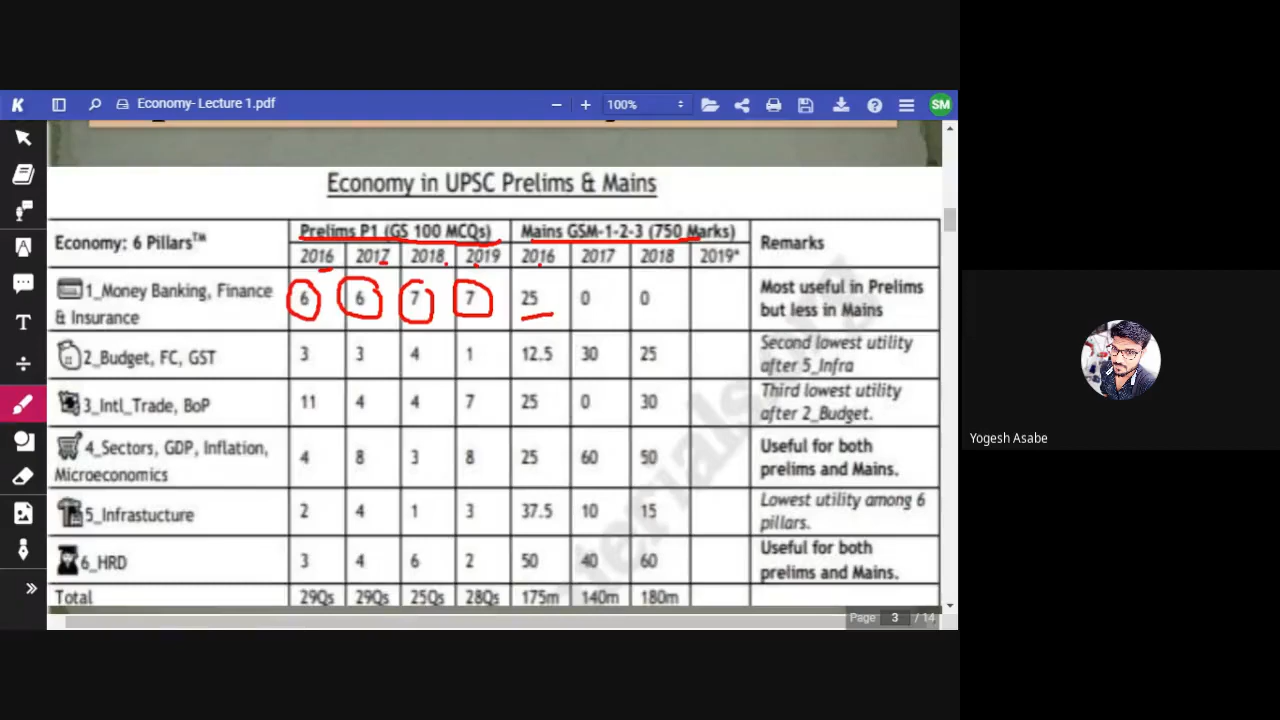 K Economy- Lecture 1.pdf 100% SM
Economy in UPSC Prelims & Mains
Economy: 6 Pillars™ Prelims P1 (GS 100 MCQs) Mains GSM-1-2-3 (750 Marks) Remarks
2016 2017 2018 2019 2016 2017 2018 2019*
1_Money Banking, Finance & Insurance 6 6 7 7 25 0 0 Most useful in Prelims but less in Mains
2_Budget, FC, GST 3 3 4 1 12.5 30 25 Second lowest utility after 5_Infra
3_Intl_Trade, BoP 11 4 4 7 25 0 30 Third lowest utility after 2_Budget.
4_Sectors, GDP, Inflation, Microeconomics 4 8 3 8 25 60 50 Useful for both prelims and Mains.
5_Infrastucture 2 4 1 3 37.5 10 15 Lowest utility among 6 pillars.
6_HRD 3 4 6 2 50 40 60 Useful for both prelims and Mains.
Total 29Qs 29Qs 25Qs 28Qs 175m 140m 180m
Page 3 / 14
Yogesh Asabe